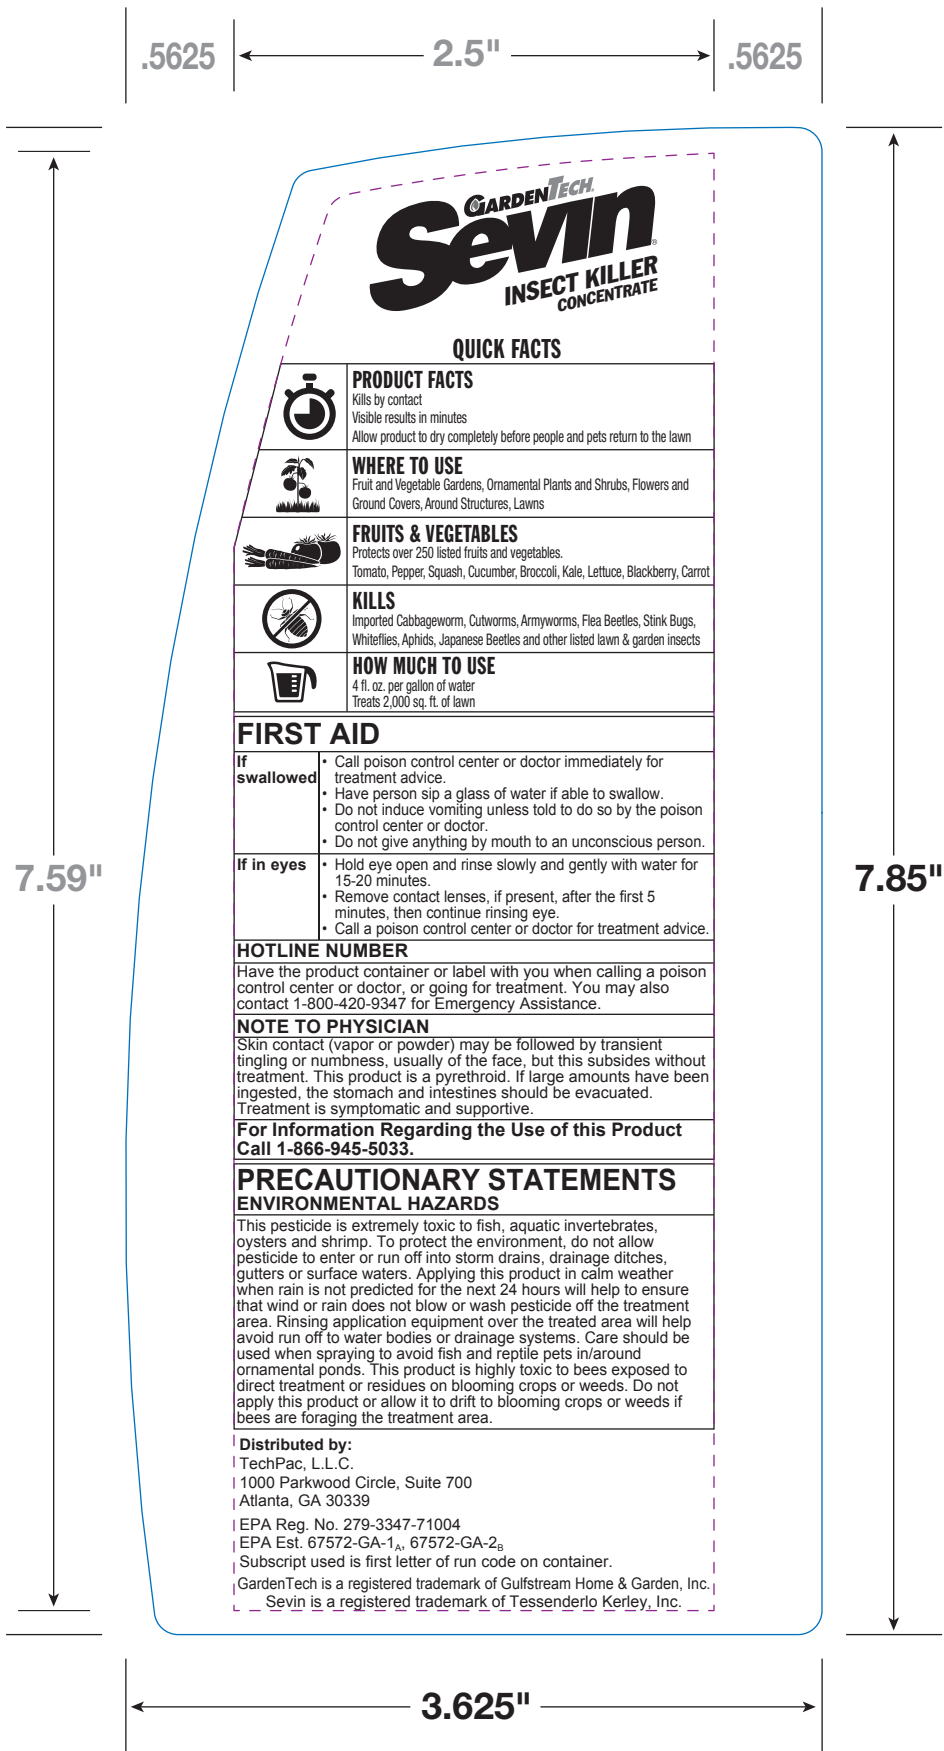 .5625 2.5" .5625
GARDENTECH®
Sevin®
INSECT KILLER
CONCENTRATE
QUICK FACTS
PRODUCT FACTS
Kills by contact
Visible results in minutes
Allow product to dry completely before people and pets return to the lawn
WHERE TO USE
Fruit and Vegetable Gardens, Ornamental Plants and Shrubs, Flowers and
Ground Covers, Around Structures, Lawns
FRUITS & VEGETABLES
Protects over 250 listed fruits and vegetables.
Tomato, Pepper, Squash, Cucumber, Broccoli, Kale, Lettuce, Blackberry, Carrot
KILLS
Imported Cabbageworm, Cutworms, Armyworms, Flea Beetles, Stink Bugs,
Whiteflies, Aphids, Japanese Beetles and other listed lawn & garden insects
HOW MUCH TO USE
4 fl. oz. per gallon of water
Treats 2,000 sq. ft. of lawn
FIRST AID
If
swallowed
• Call poison control center or doctor immediately for
treatment advice.
• Have person sip a glass of water if able to swallow.
• Do not induce vomiting unless told to do so by the poison
control center or doctor.
• Do not give anything by mouth to an unconscious person.
If in eyes
• Hold eye open and rinse slowly and gently with water for
15-20 minutes.
• Remove contact lenses, if present, after the first 5
minutes, then continue rinsing eye.
• Call a poison control center or doctor for treatment advice.
7.59"
7.85"
HOTLINE NUMBER
Have the product container or label with you when calling a poison
control center or doctor, or going for treatment. You may also
contact 1-800-420-9347 for Emergency Assistance.
NOTE TO PHYSICIAN
Skin contact (vapor or powder) may be followed by transient
tingling or numbness, usually of the face, but this subsides without
treatment. This product is a pyrethroid. If large amounts have been
ingested, the stomach and intestines should be evacuated.
Treatment is symptomatic and supportive.
For Information Regarding the Use of this Product
Call 1-866-945-5033.
PRECAUTIONARY STATEMENTS
ENVIRONMENTAL HAZARDS
This pesticide is extremely toxic to fish, aquatic invertebrates,
oysters and shrimp. To protect the environment, do not allow
pesticide to enter or run off into storm drains, drainage ditches,
gutters or surface waters. Applying this product in calm weather
when rain is not predicted for the next 24 hours will help to ensure
that wind or rain does not blow or wash pesticide off the treatment
area. Rinsing application equipment over the treated area will help
avoid run off to water bodies or drainage systems. Care should be
used when spraying to avoid fish and reptile pets in/around
ornamental ponds. This product is highly toxic to bees exposed to
direct treatment or residues on blooming crops or weeds. Do not
apply this product or allow it to drift to blooming crops or weeds if
bees are foraging the treatment area.
Distributed by:
TechPac, L.L.C.
1000 Parkwood Circle, Suite 700
Atlanta, GA 30339
EPA Reg. No. 279-3347-71004
EPA Est. 67572-GA-1A, 67572-GA-2B
Subscript used is first letter of run code on container.
GardenTech is a registered trademark of Gulfstream Home & Garden, Inc.
Sevin is a registered trademark of Tessenderlo Kerley, Inc.
3.625"